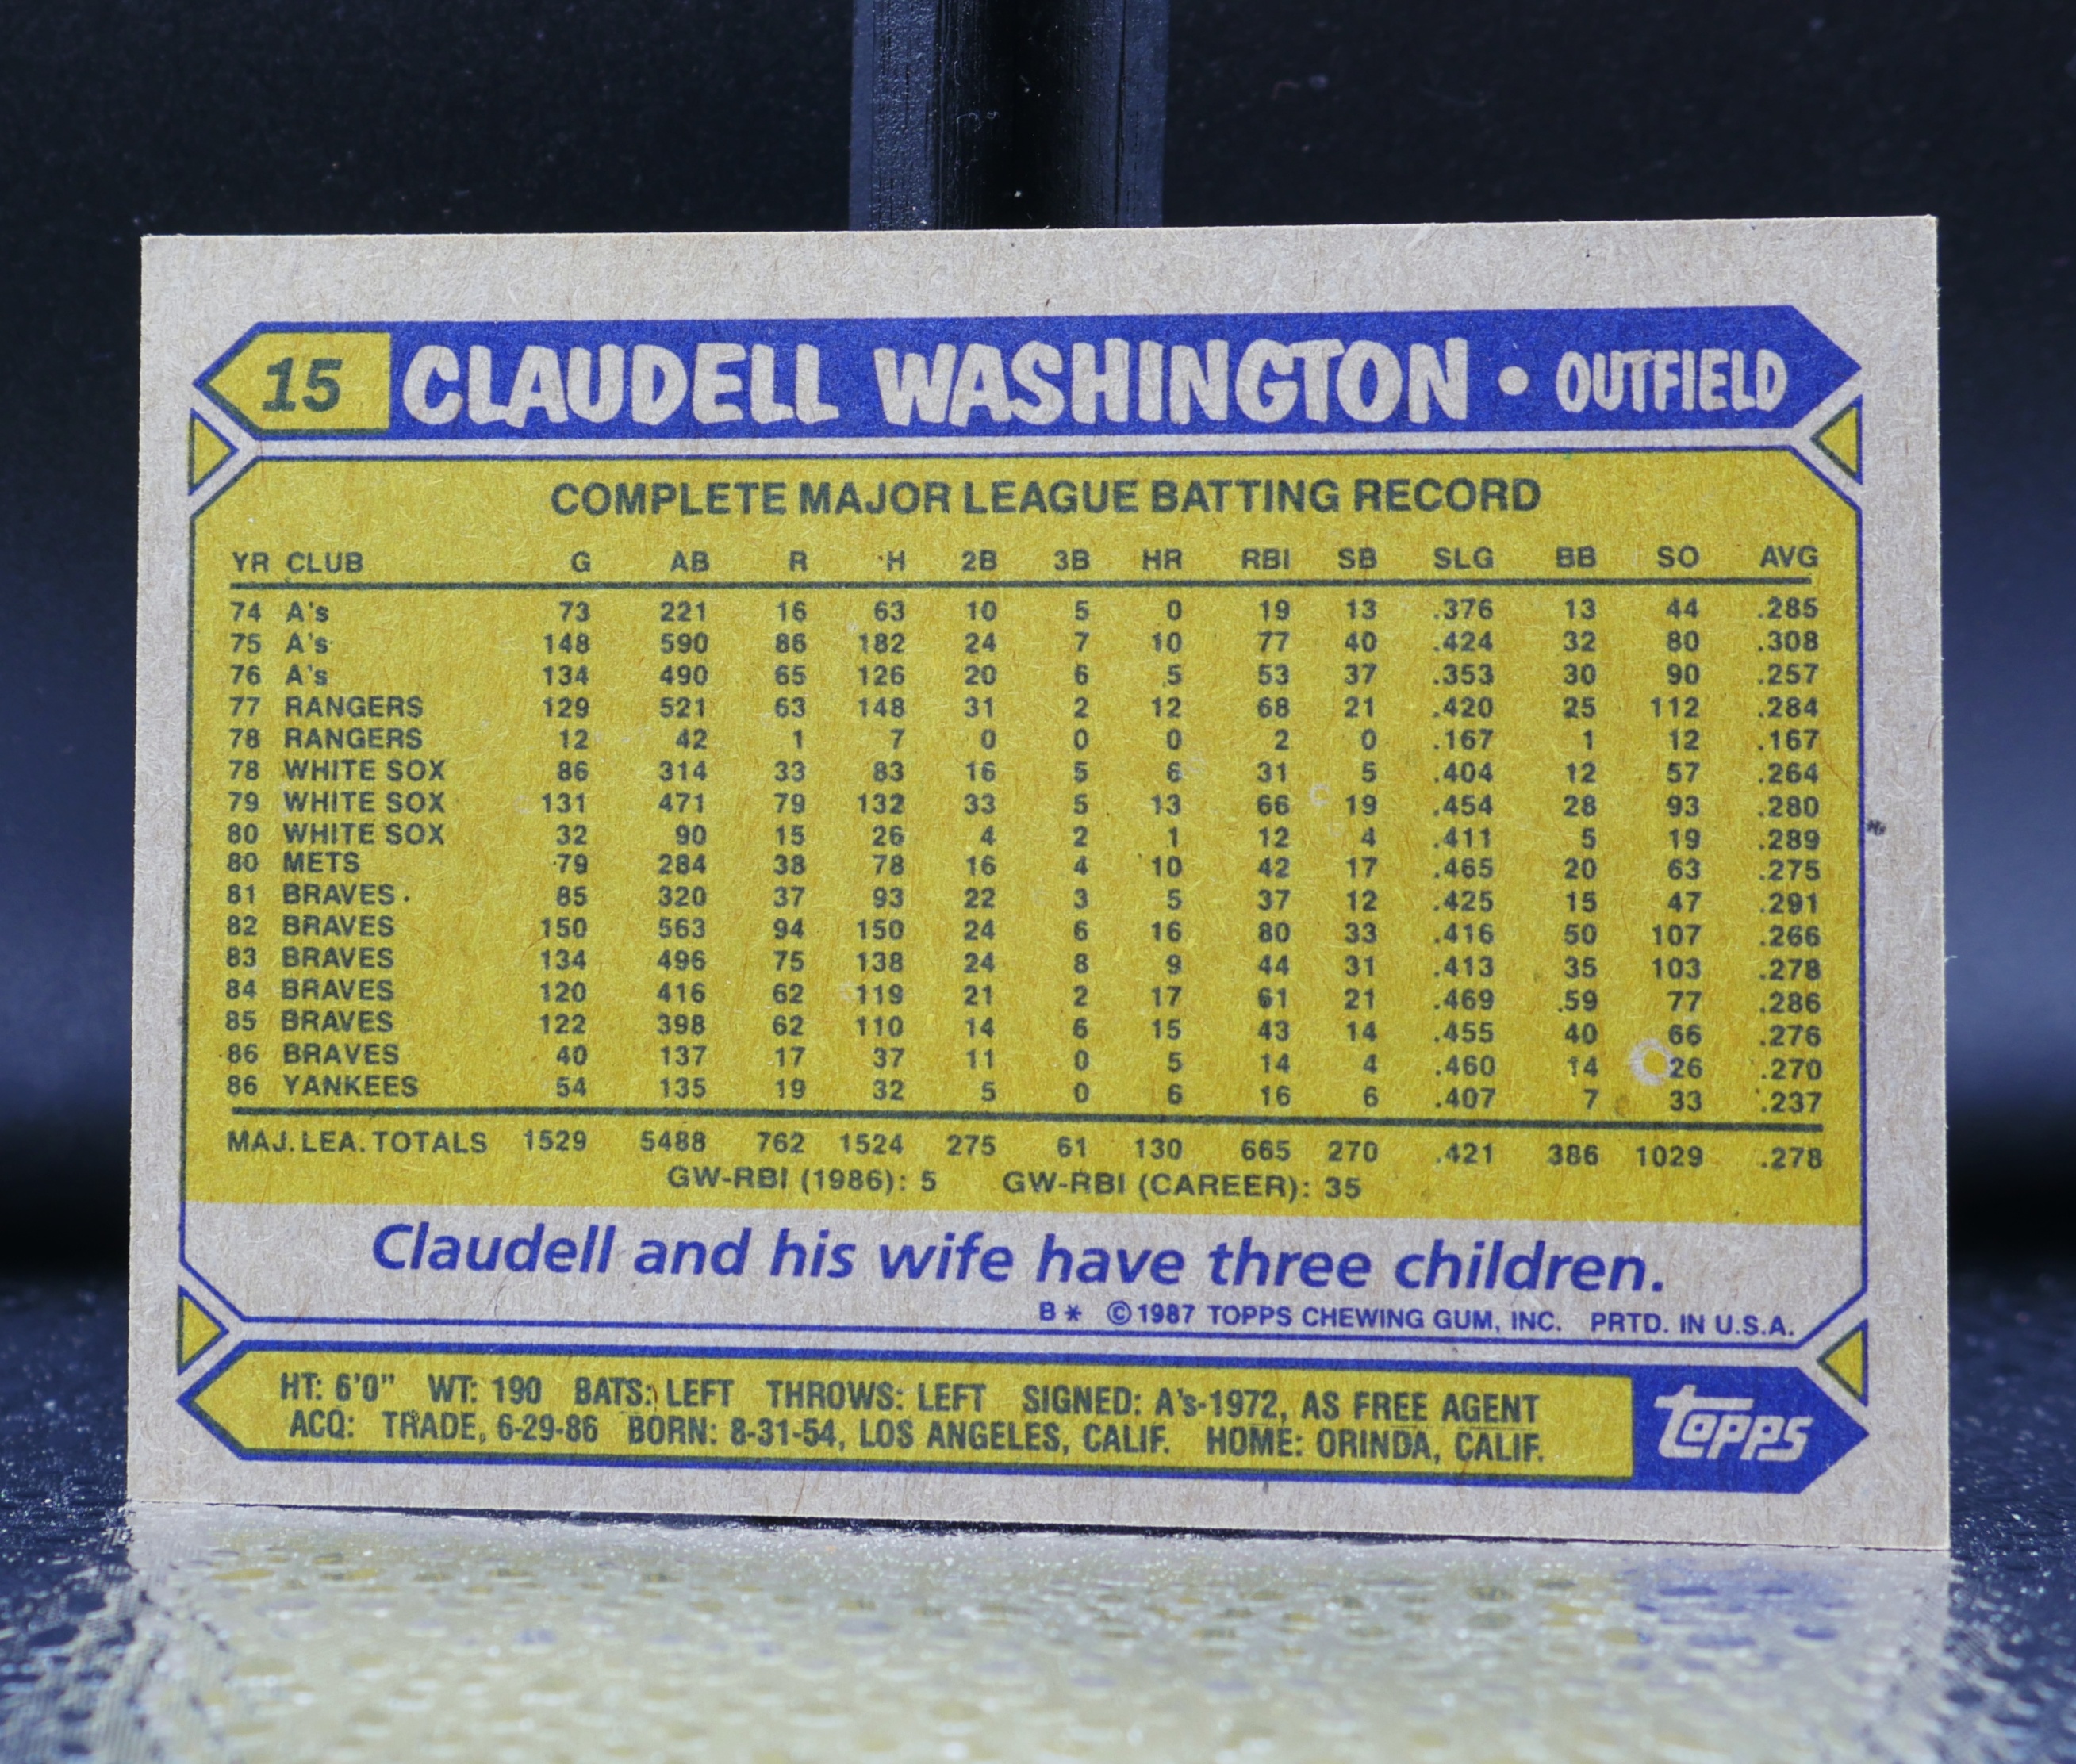 15 CLAUDELL WASHINGTON • OUTFIELD
COMPLETE MAJOR LEAGUE BATTING RECORD
YR CLUB G AB R H 2B 3B HR RBI SB SLG BB SO AVG
74 A's 73 221 16 63 10 5 0 19 13 .376 13 44 .285
75 A's 148 590 86 182 24 7 10 77 40 .424 32 80 .308
76 A's 134 490 65 126 20 6 5 53 37 .353 30 90 .257
77 RANGERS 129 521 63 148 31 2 12 68 21 .420 25 112 .284
78 RANGERS 12 42 1 7 0 0 0 2 0 .167 1 12 .167
78 WHITE SOX 86 314 33 83 16 5 6 31 5 .404 12 57 .264
79 WHITE SOX 131 471 79 132 33 5 13 66 19 .454 28 93 .280
80 WHITE SOX 32 90 15 26 4 2 1 12 4 .411 5 19 .289
80 METS 79 284 38 78 16 4 10 42 17 .465 20 63 .275
81 BRAVES 85 320 37 93 22 3 5 37 12 .425 15 47 .291
82 BRAVES 150 563 94 150 24 6 16 80 33 .416 50 107 .266
83 BRAVES 134 496 75 138 24 8 9 44 31 .413 35 103 .278
84 BRAVES 120 416 62 119 21 2 17 61 21 .469 59 77 .286
85 BRAVES 122 398 62 110 14 6 15 43 14 .455 40 66 .276
86 BRAVES 40 137 17 37 11 0 5 14 4 .460 14 26 .270
86 YANKEES 54 135 19 32 5 0 6 16 6 .407 7 33 .237
MAJ. LEA. TOTALS 1529 5488 762 1524 275 61 130 665 270 .421 386 1029 .278
GW-RBI (1986): 5 GW-RBI (CAREER): 35
Claudell and his wife have three children.
B* © 1987 TOPPS CHEWING GUM, INC. PRTD. IN U.S.A.
HT: 6'0" WT: 190 BATS: LEFT THROWS: LEFT SIGNED: A's-1972, AS FREE AGENT
ACQ: TRADE, 6-29-86 BORN: 8-31-54, LOS ANGELES, CALIF. HOME: ORINDA, CALIF.
topps